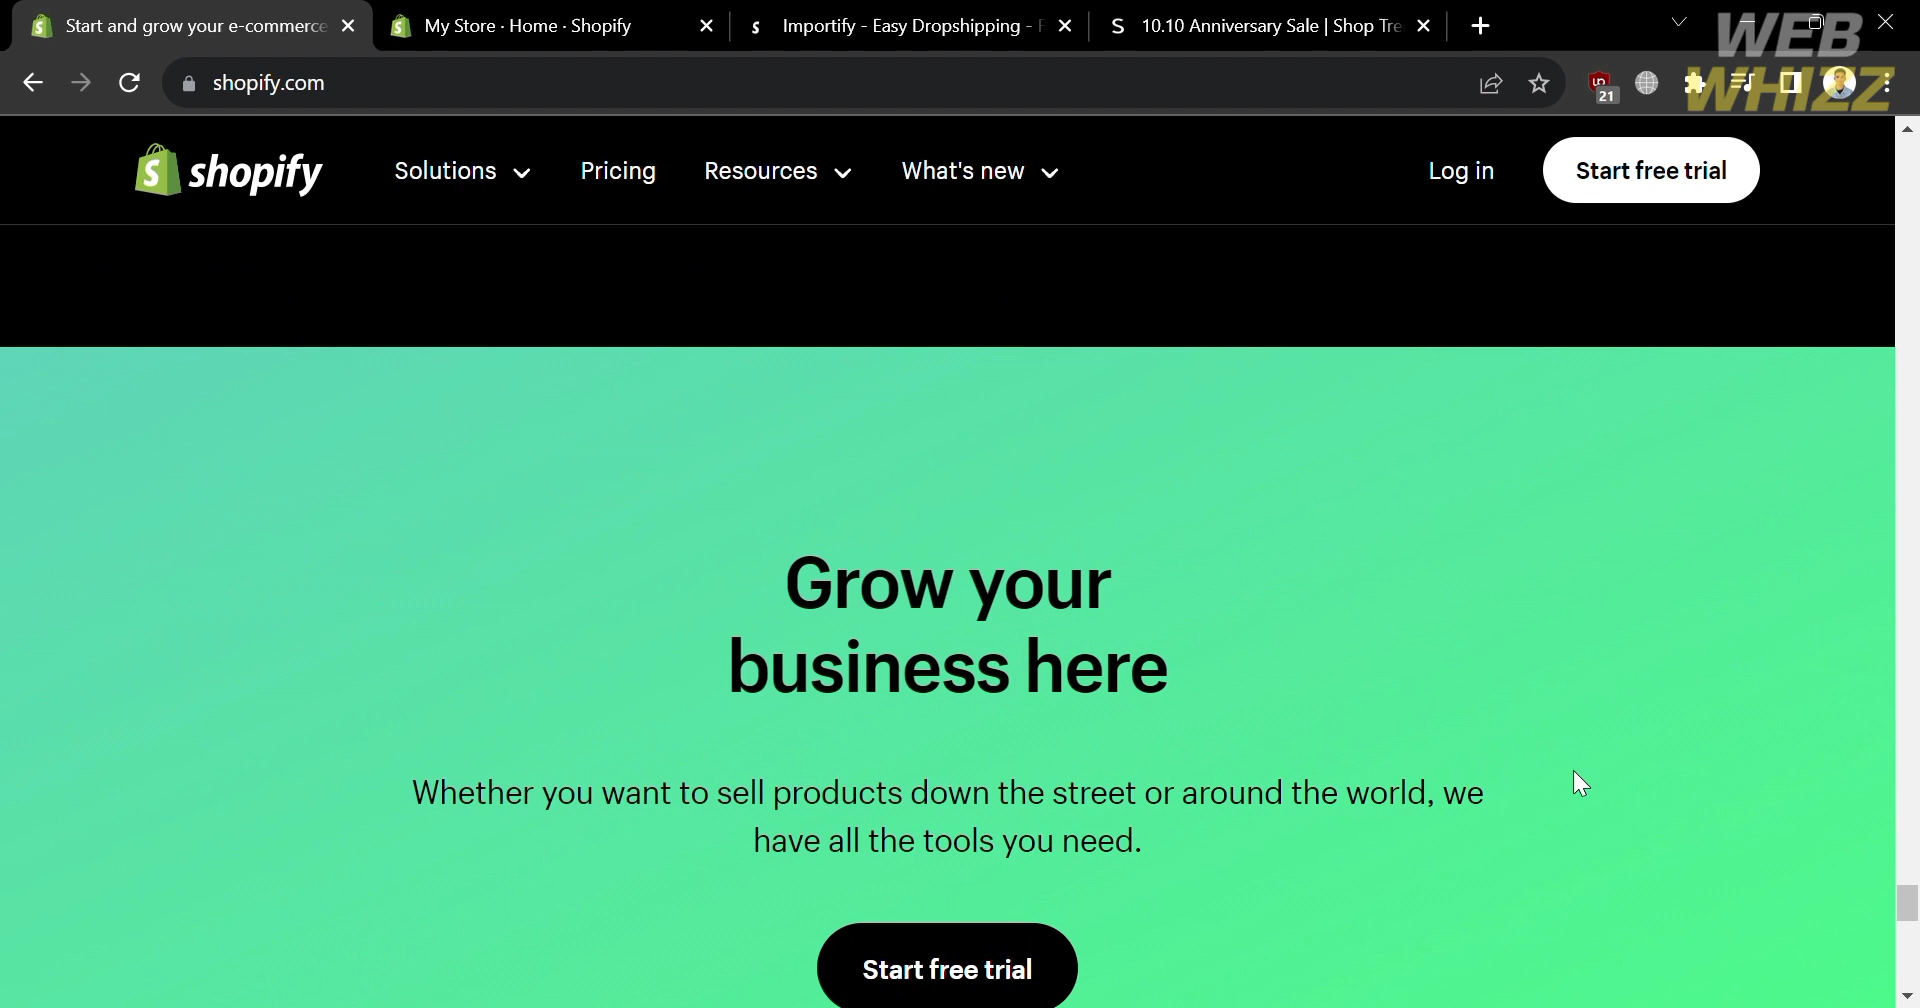 Start and grow your e-commerce
My Store · Home · Shopify
Importify - Easy Dropshipping -
10.10 Anniversary Sale | Shop Tre
WEB
WHIZZ
shopify.com
21
shopify
Solutions
Pricing
Resources
What's new
Log in
Start free trial
Grow your
business here
Whether you want to sell products down the street or around the world, we
have all the tools you need.
Start free trial